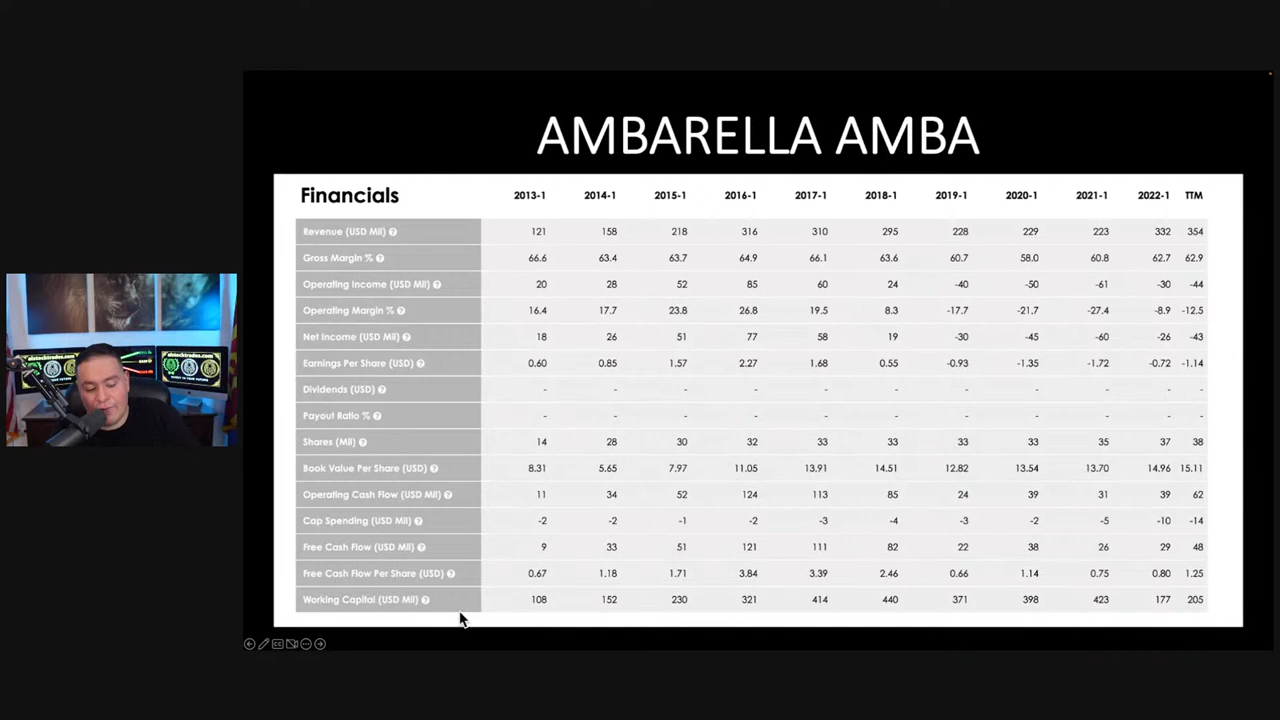 AMBARELLA AMBA
Financials 2013-1 2014-1 2015-1 2016-1 2017-1 2018-1 2019-1 2020-1 2021-1 2022-1 TTM
Revenue (USD Mil) 121 158 218 316 310 295 228 229 223 332 354
Gross Margin % 66.6 63.4 63.7 64.9 66.1 63.6 60.7 58.0 60.8 62.7 62.9
Operating Income (USD Mil) 20 28 52 85 60 24 -40 -50 -61 -30 -44
Operating Margin % 16.4 17.7 23.8 26.8 19.5 8.3 -17.7 -21.7 -27.4 -8.9 -12.5
Net Income (USD Mil) 18 26 51 77 58 19 -30 -45 -60 -26 -43
Earnings Per Share (USD) 0.60 0.85 1.57 2.27 1.68 0.55 -0.93 -1.35 -1.72 -0.72 -1.14
Dividends (USD) - - - - - - - - - - -
Payout Ratio % - - - - - - - - - - -
Shares (Mil) 14 28 30 32 33 33 33 33 35 37 38
Book Value Per Share (USD) 8.31 5.65 7.97 11.05 13.91 14.51 12.82 13.54 13.70 14.96 15.11
Operating Cash Flow (USD Mil) 11 34 52 124 113 85 24 39 31 39 62
Cap Spending (USD Mil) -2 -2 -1 -2 -3 -4 -3 -2 -5 -10 -14
Free Cash Flow (USD Mil) 9 33 51 121 111 82 22 38 26 29 48
Free Cash Flow Per Share (USD) 0.67 1.18 1.71 3.84 3.39 2.46 0.66 1.14 0.75 0.80 1.25
Working Capital (USD Mil) 108 152 230 321 414 440 371 398 423 177 205